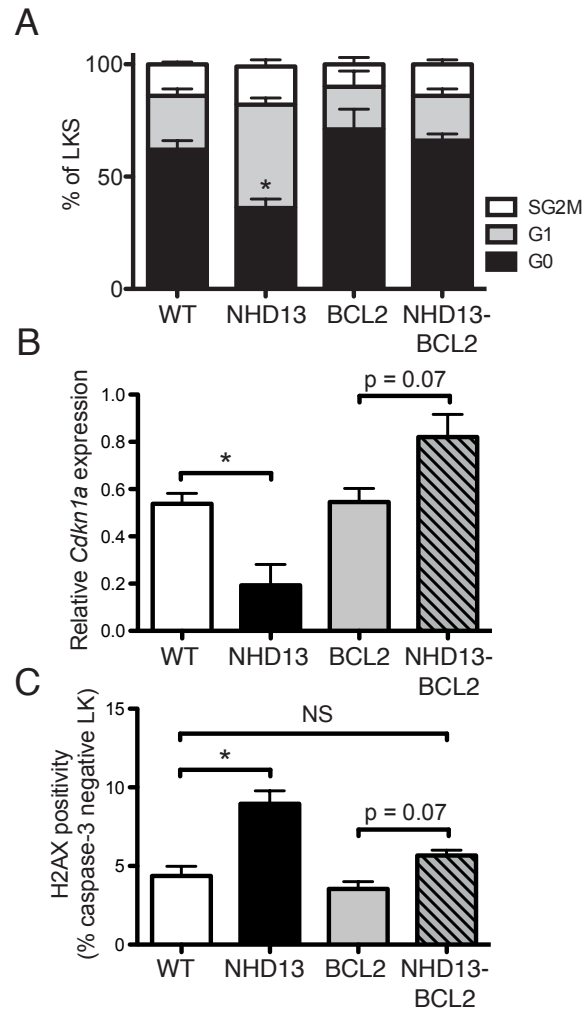 A
% of LKS
100
50
0
*
WT NHD13 BCL2 NHD13-
BCL2
SG2M
G1
G0
B
Relative Cdkn1a expression
1.0
0.8
0.6
0.4
0.2
0.0
*
p = 0.07
WT NHD13 BCL2 NHD13-
BCL2
C
H2AX positivity
(% caspase-3 negative LK)
15
10
5
0
NS
*
p = 0.07
WT NHD13 BCL2 NHD13-
BCL2